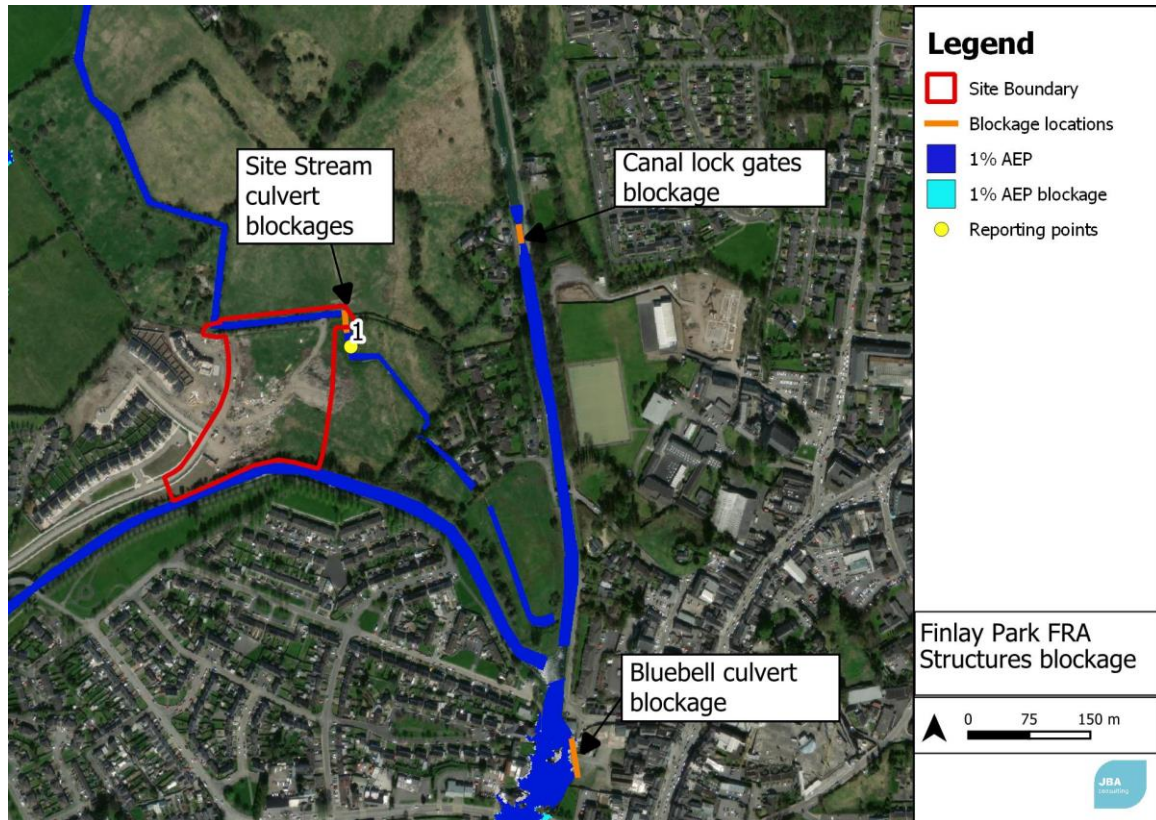 Site Stream
culvert
blockages
Canal lock gates
blockage
1
Bluebell culvert
blockage
Legend
Site Boundary
Blockage locations
1% AEP
1% AEP blockage
Reporting points
Finlay Park FRA
Structures blockage
0 75 150 m
JBA
consulting